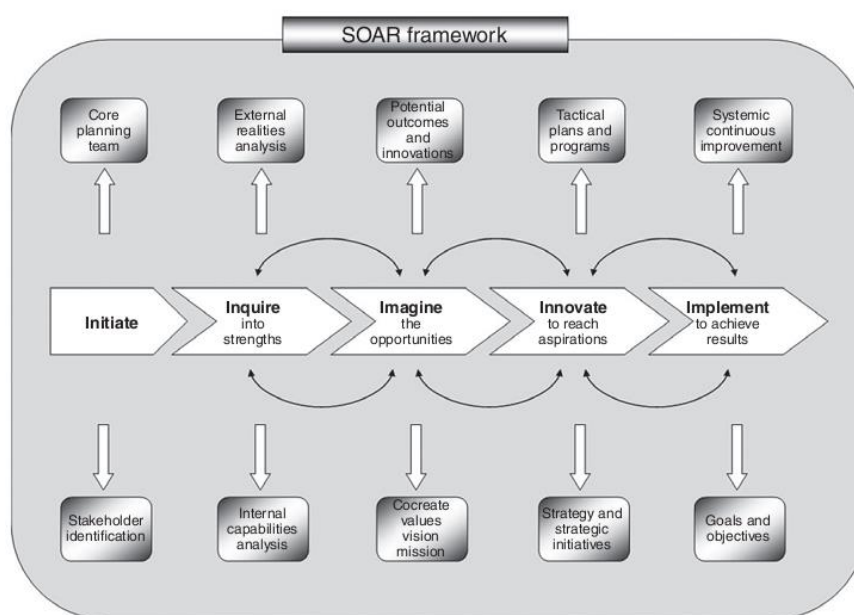 SOAR framework
Core
planning
team
External
realities
analysis
Potential
outcomes
and
innovations
Tactical
plans and
programs
Systemic
continuous
improvement
Initiate
Inquire
into
strengths
Imagine
the
opportunities
Innovate
to reach
aspirations
Implement
to achieve
results
Stakeholder
identification
Internal
capabilities
analysis
Cocreate
values
vision
mission
Strategy and
strategic
initiatives
Goals and
objectives